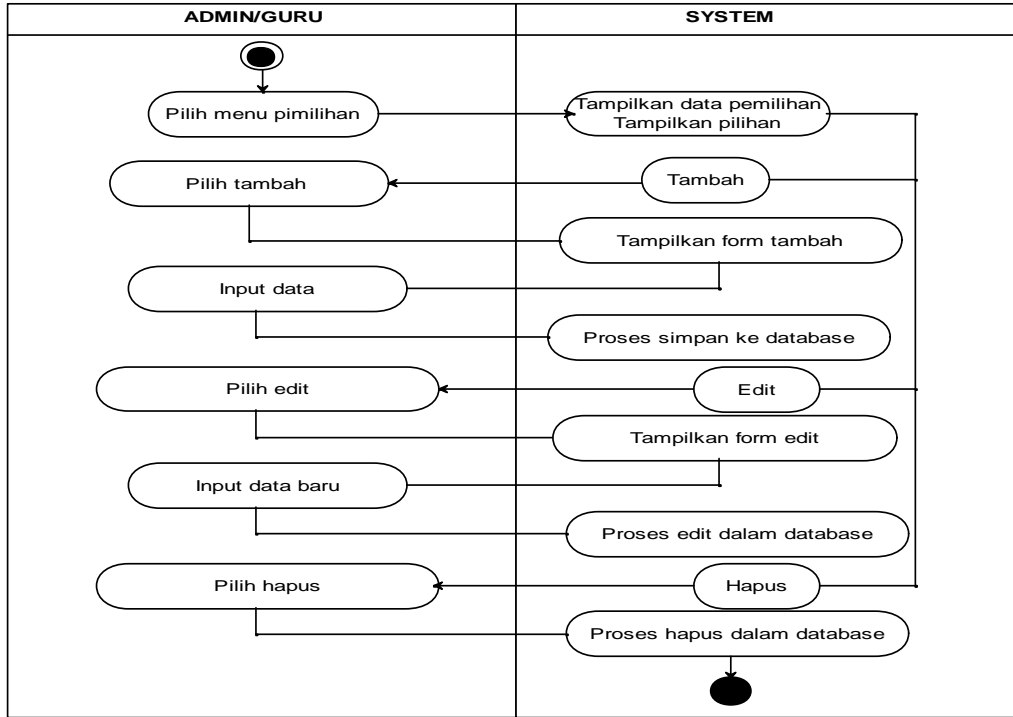 ADMIN/GURU
SYSTEM
Pilih menu pimilihan
Tampilkan data pemilihan
Tampilkan pilihan
Pilih tambah
Tambah
Tampilkan form tambah
Input data
Proses simpan ke database
Pilih edit
Edit
Tampilkan form edit
Input data baru
Proses edit dalam database
Pilih hapus
Hapus
Proses hapus dalam database